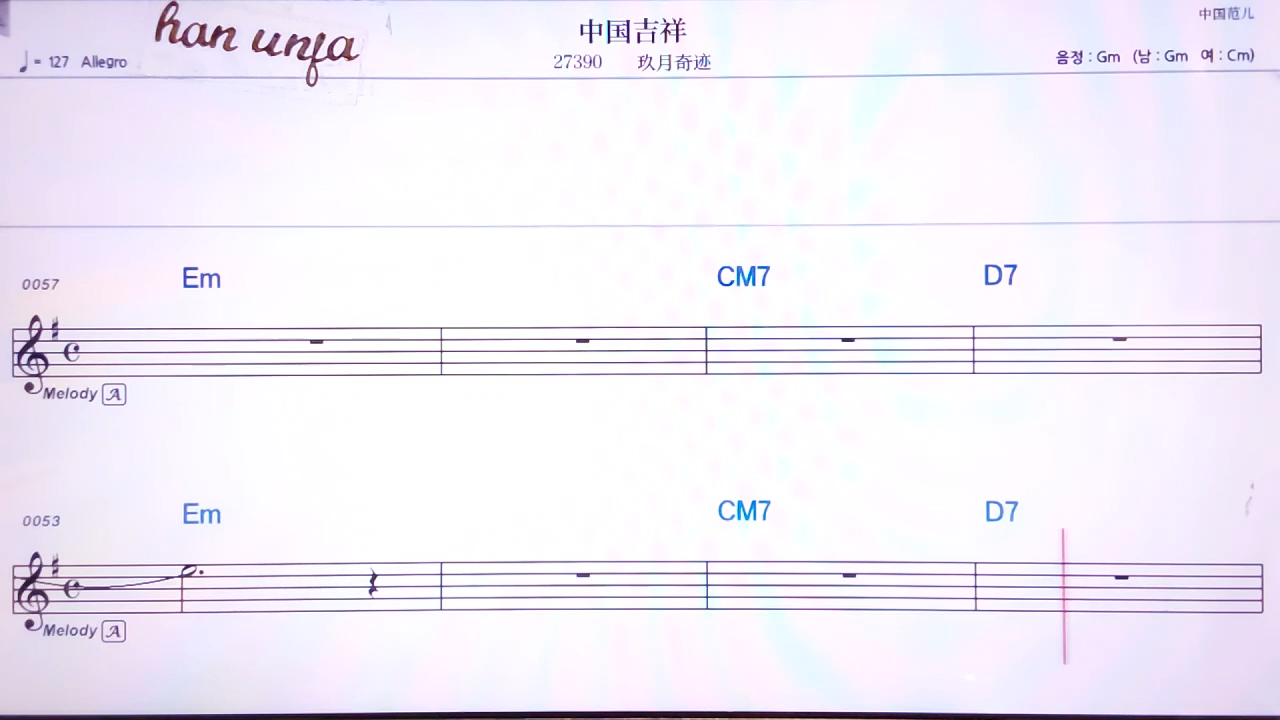 han unfa
中国吉祥
中国范儿
♩= 127 Allegro
27390 玖月奇迹
음정 : Gm (남 : Gm 여 : Cm)
0057 Em CM7 D7
Melody A
0053 Em CM7 D7
Melody A